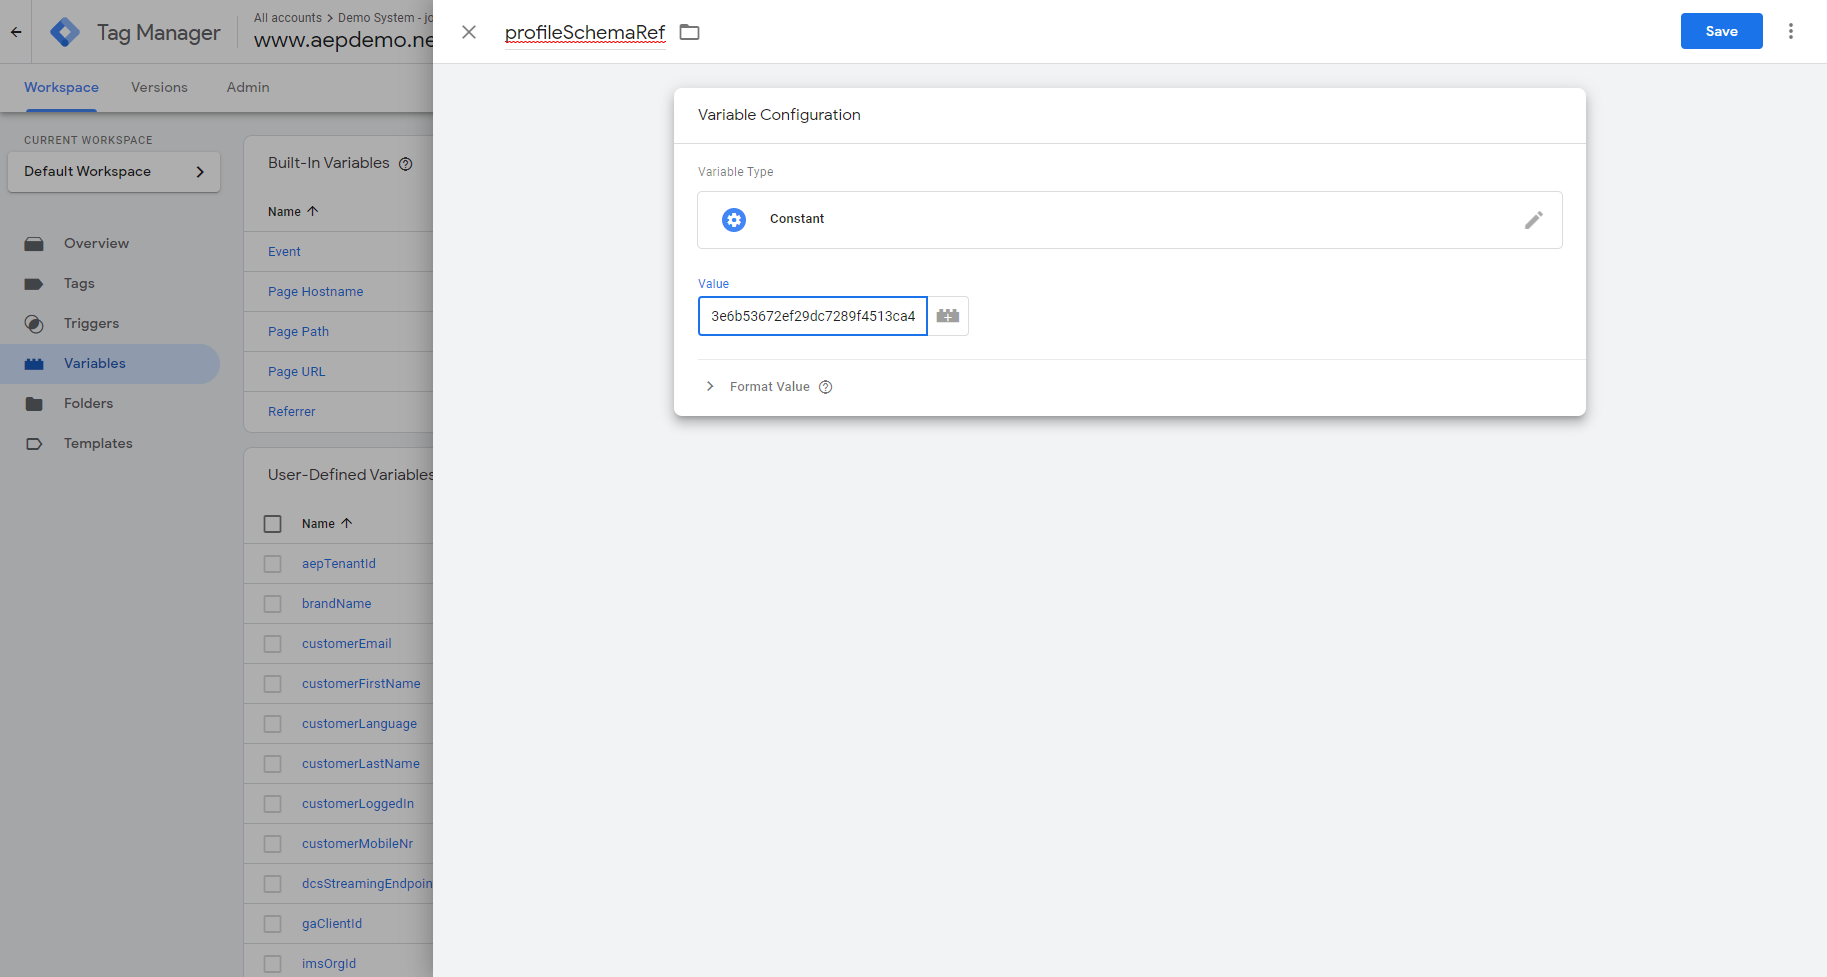 Tag Manager
All accounts > Demo System - jo
www.aepdemo.ne
profileSchemaRef
Save
Workspace
Versions
Admin
CURRENT WORKSPACE
Default Workspace
Overview
Tags
Triggers
Variables
Folders
Templates
Built-In Variables
Name
Event
Page Hostname
Page Path
Page URL
Referrer
User-Defined Variables
Name
aepTenantId
brandName
customerEmail
customerFirstName
customerLanguage
customerLastName
customerLoggedIn
customerMobileNr
dcsStreamingEndpoin
gaClientId
imsOrgId
Variable Configuration
Variable Type
Constant
Value
3e6b53672ef29dc7289f4513ca4
Format Value